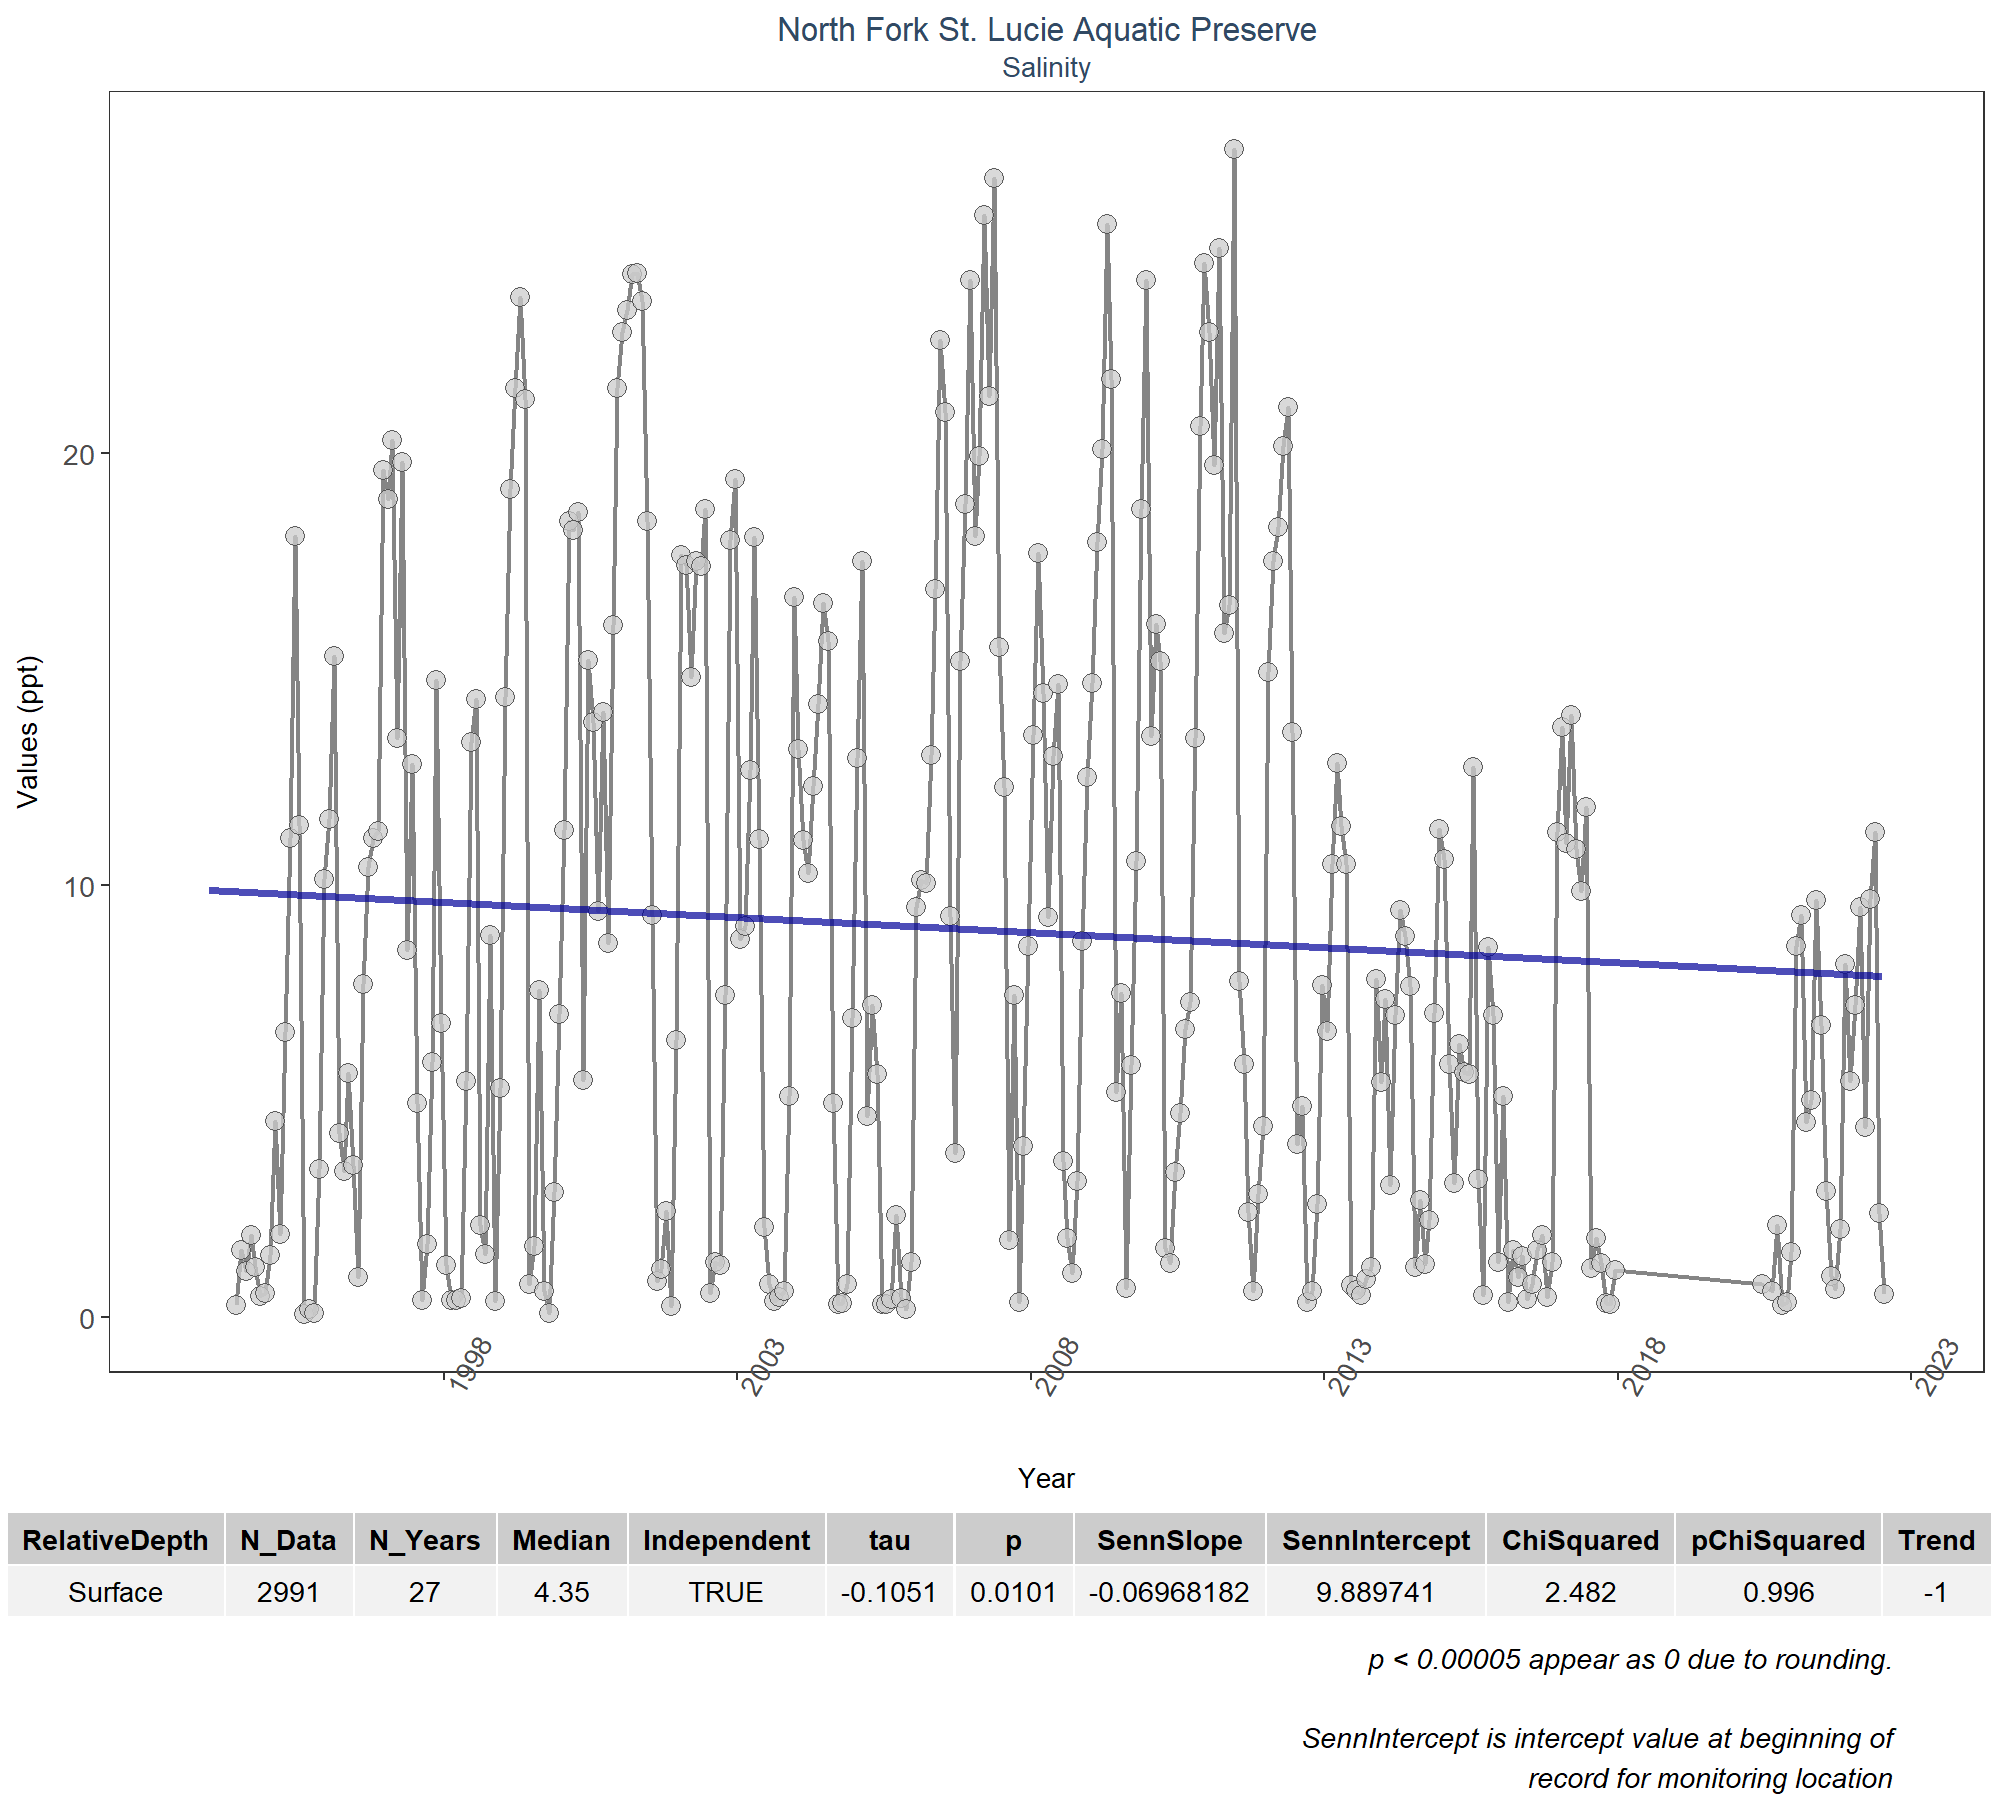 North Fork St. Lucie Aquatic Preserve
Salinity
Values (ppt)
20
10
0
1998 2003 2008 2013 2018 2023
Year
RelativeDepth N_Data N_Years Median Independent tau p SennSlope SennIntercept ChiSquared pChiSquared Trend
Surface 2991 27 4.35 TRUE -0.1051 0.0101 -0.06968182 9.889741 2.482 0.996 -1
p < 0.00005 appear as 0 due to rounding.
SennIntercept is intercept value at beginning of
record for monitoring location